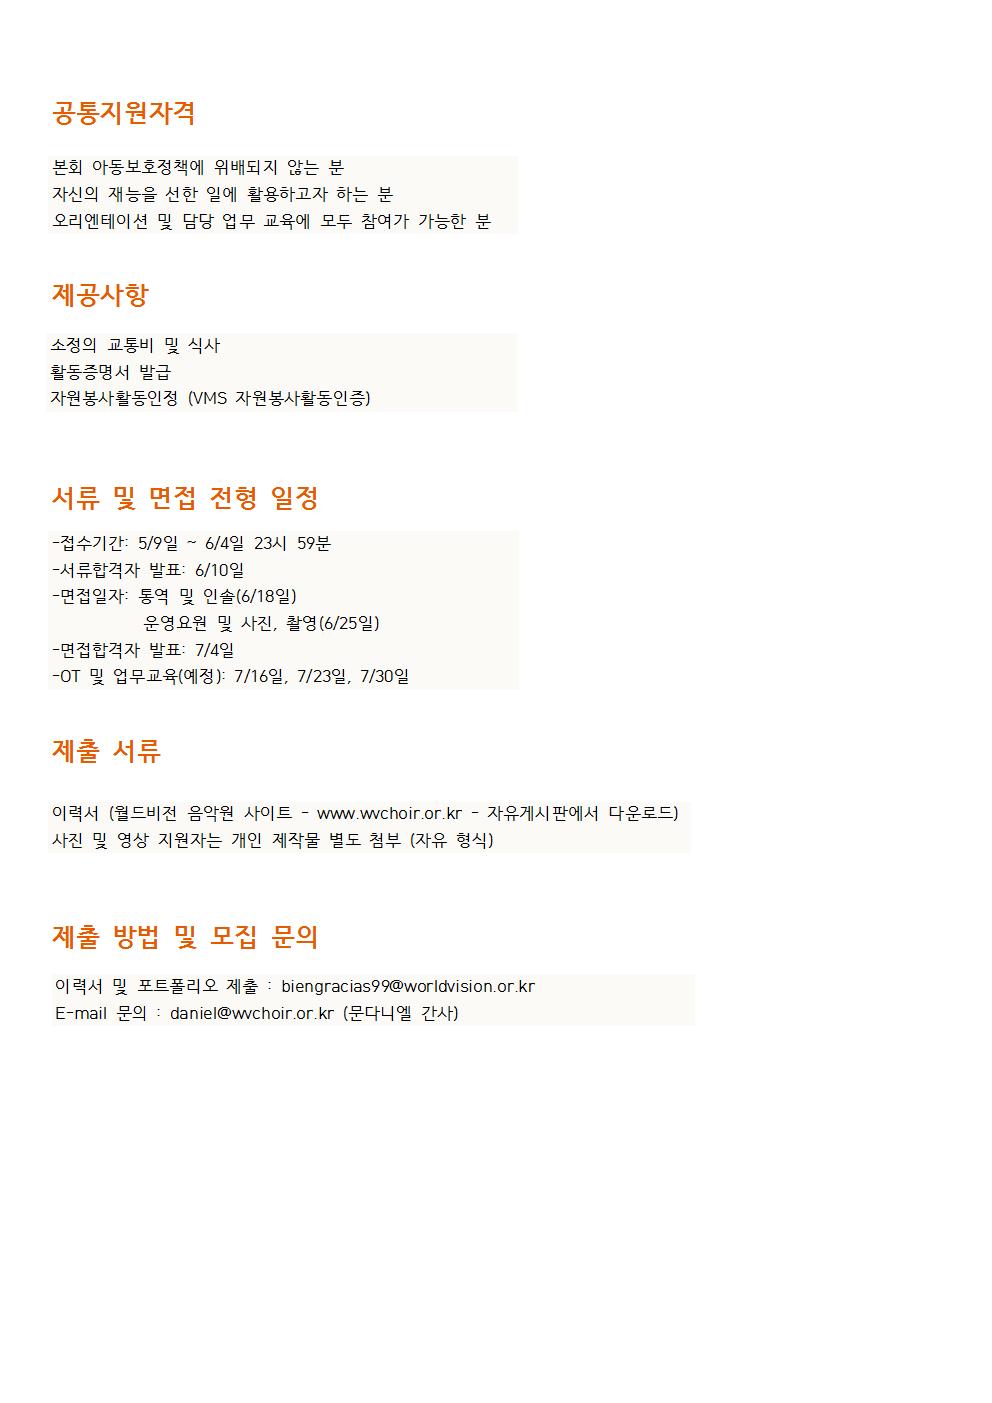 공통지원자격
본회 아동보호정책에 위배되지 않는 분
자신의 재능을 선한 일에 활용하고자 하는 분
오리엔테이션 및 담당 업무 교육에 모두 참여가 가능한 분
제공사항
소정의 교통비 및 식사
활동증명서 발급
자원봉사활동인정 (VMS 자원봉사활동인증)
서류 및 면접 전형 일정
-접수기간: 5/9일 ~ 6/4일 23시 59분
-서류합격자 발표: 6/10일
-면접일자: 통역 및 인솔(6/18일)
운영요원 및 사진, 촬영(6/25일)
-면접합격자 발표: 7/4일
-OT 및 업무교육(예정): 7/16일, 7/23일, 7/30일
제출 서류
이력서 (월드비전 음악원 사이트 - www.wvchoir.or.kr - 자유게시판에서 다운로드)
사진 및 영상 지원자는 개인 제작물 별도 첨부 (자유 형식)
제출 방법 및 모집 문의
이력서 및 포트폴리오 제출 : biengracias99@worldvision.or.kr
E-mail 문의 : daniel@wvchoir.or.kr (문다니엘 간사)